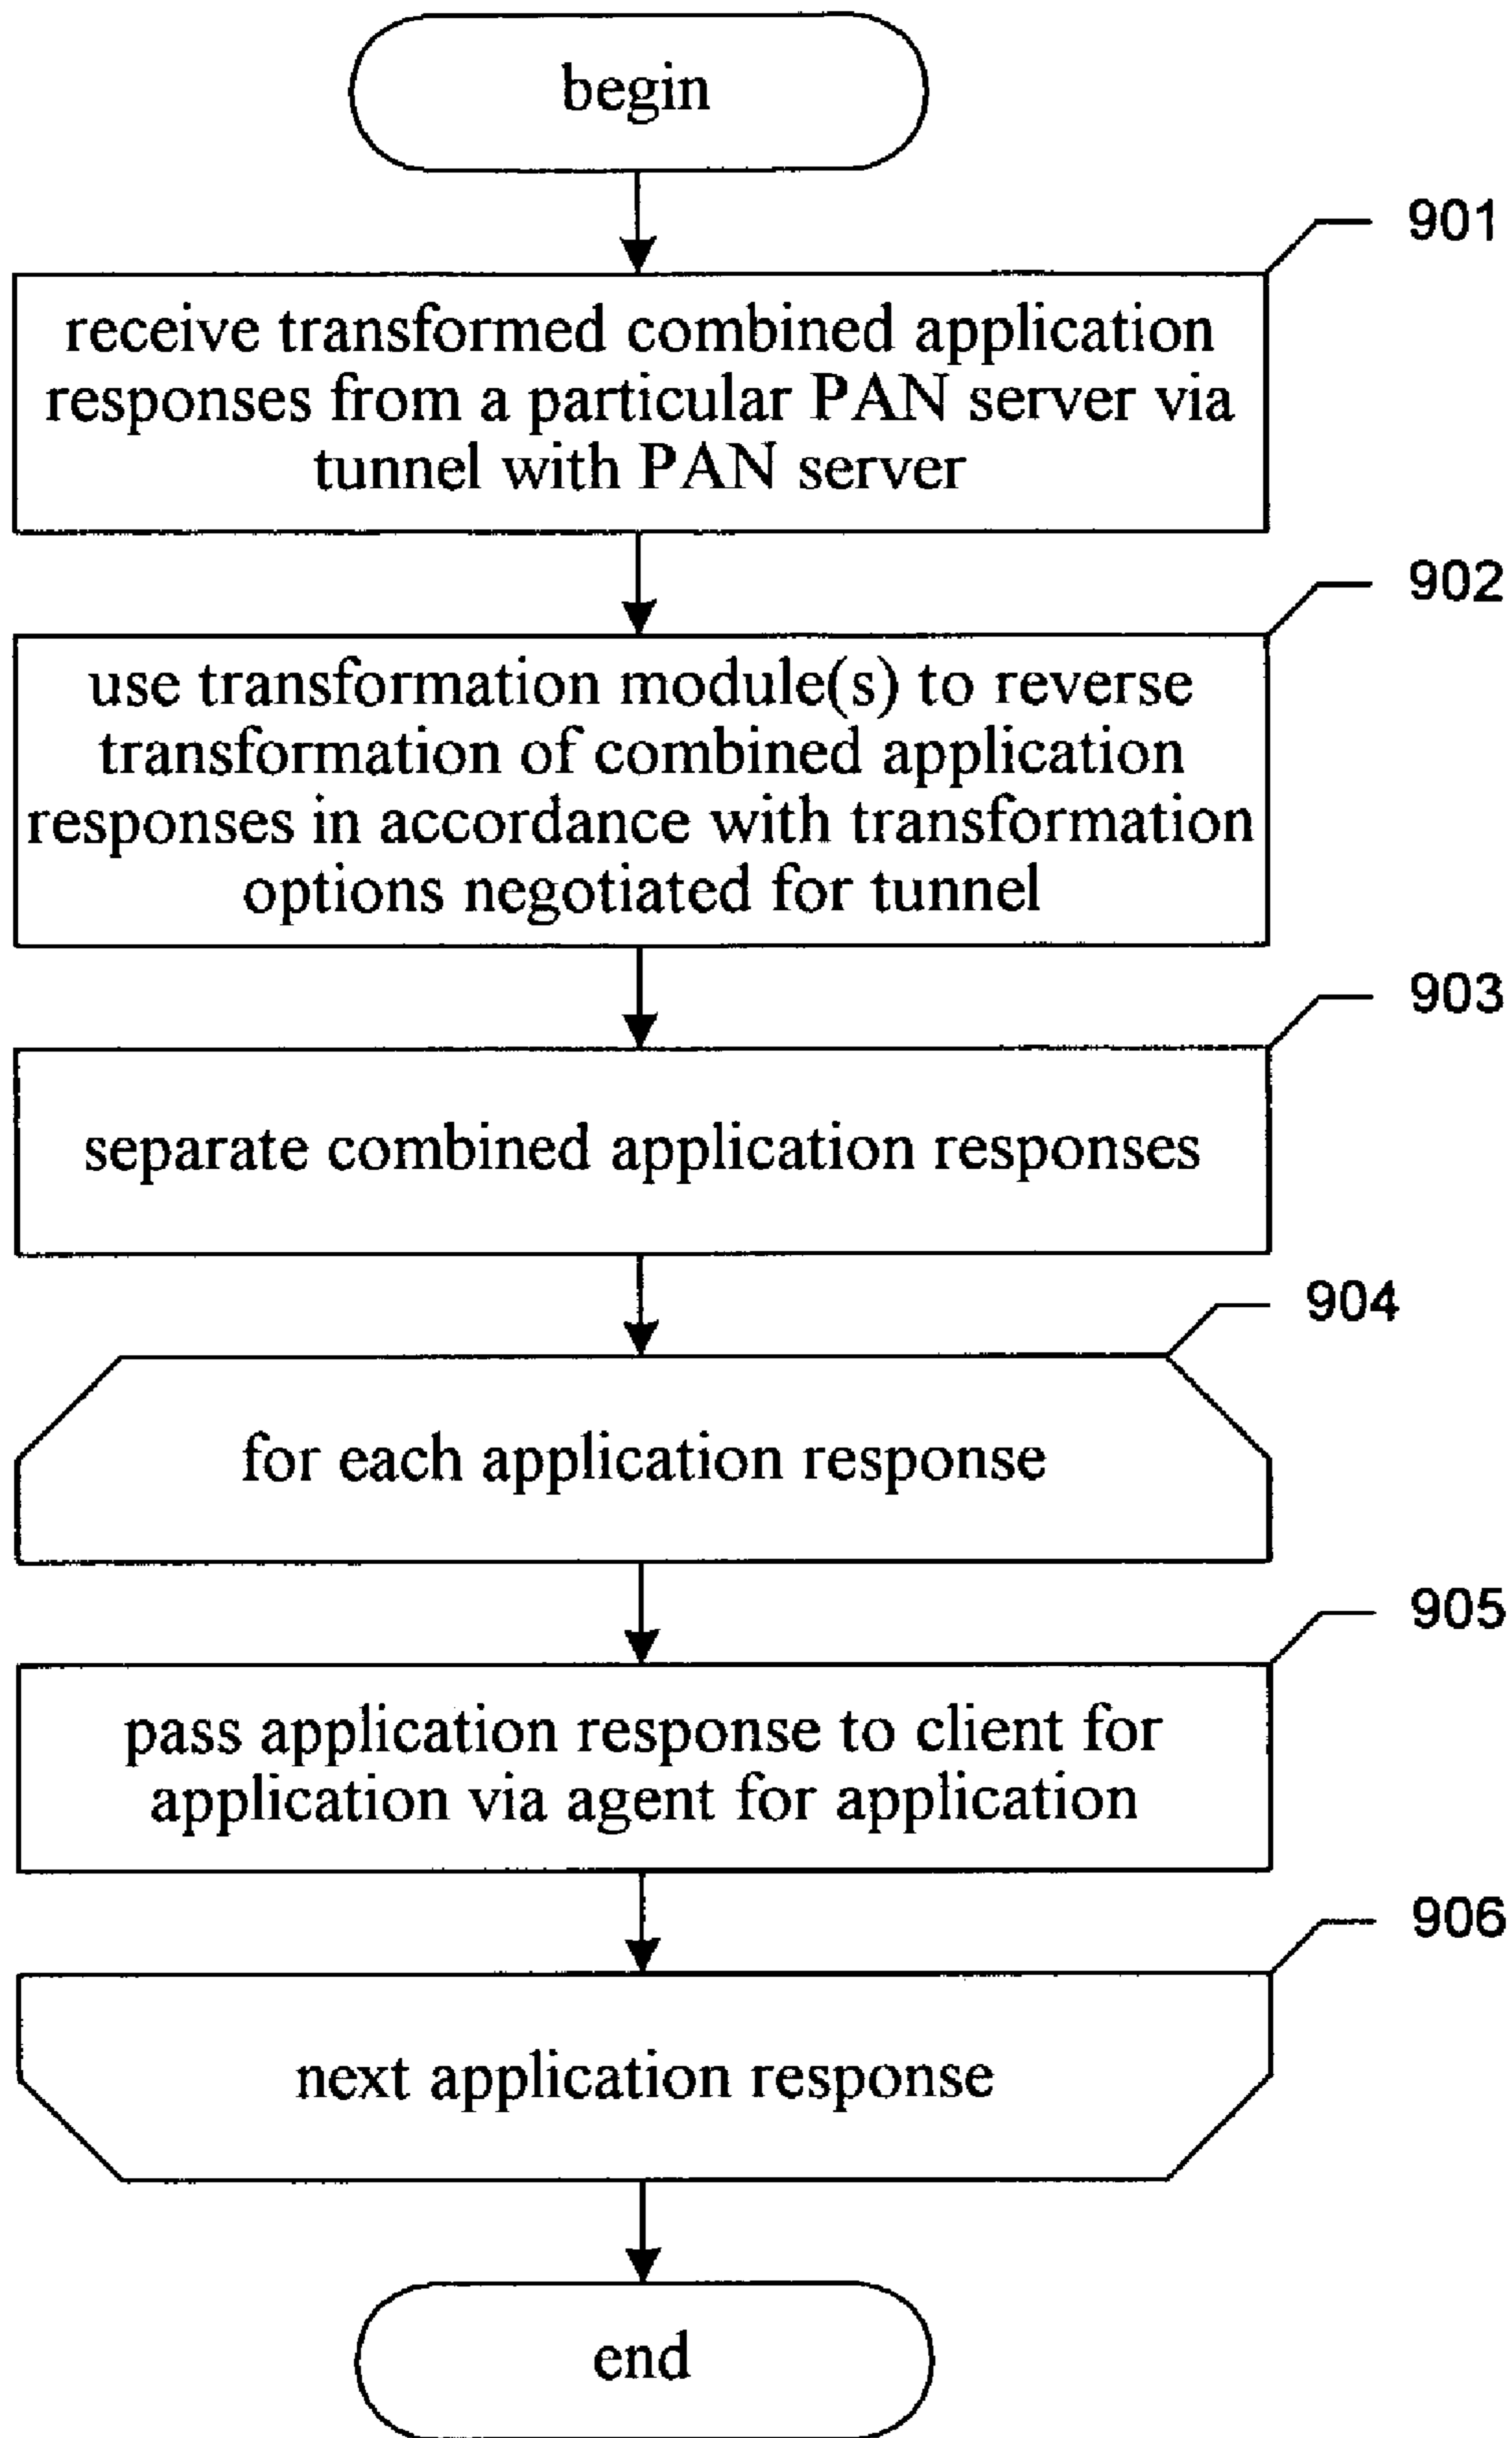 begin
901
receive transformed combined application
responses from a particular PAN server via
tunnel with PAN server
902
use transformation module(s) to reverse
transformation of combined application
responses in accordance with transformation
options negotiated for tunnel
903
separate combined application responses
904
for each application response
905
pass application response to client for
application via agent for application
906
next application response
end